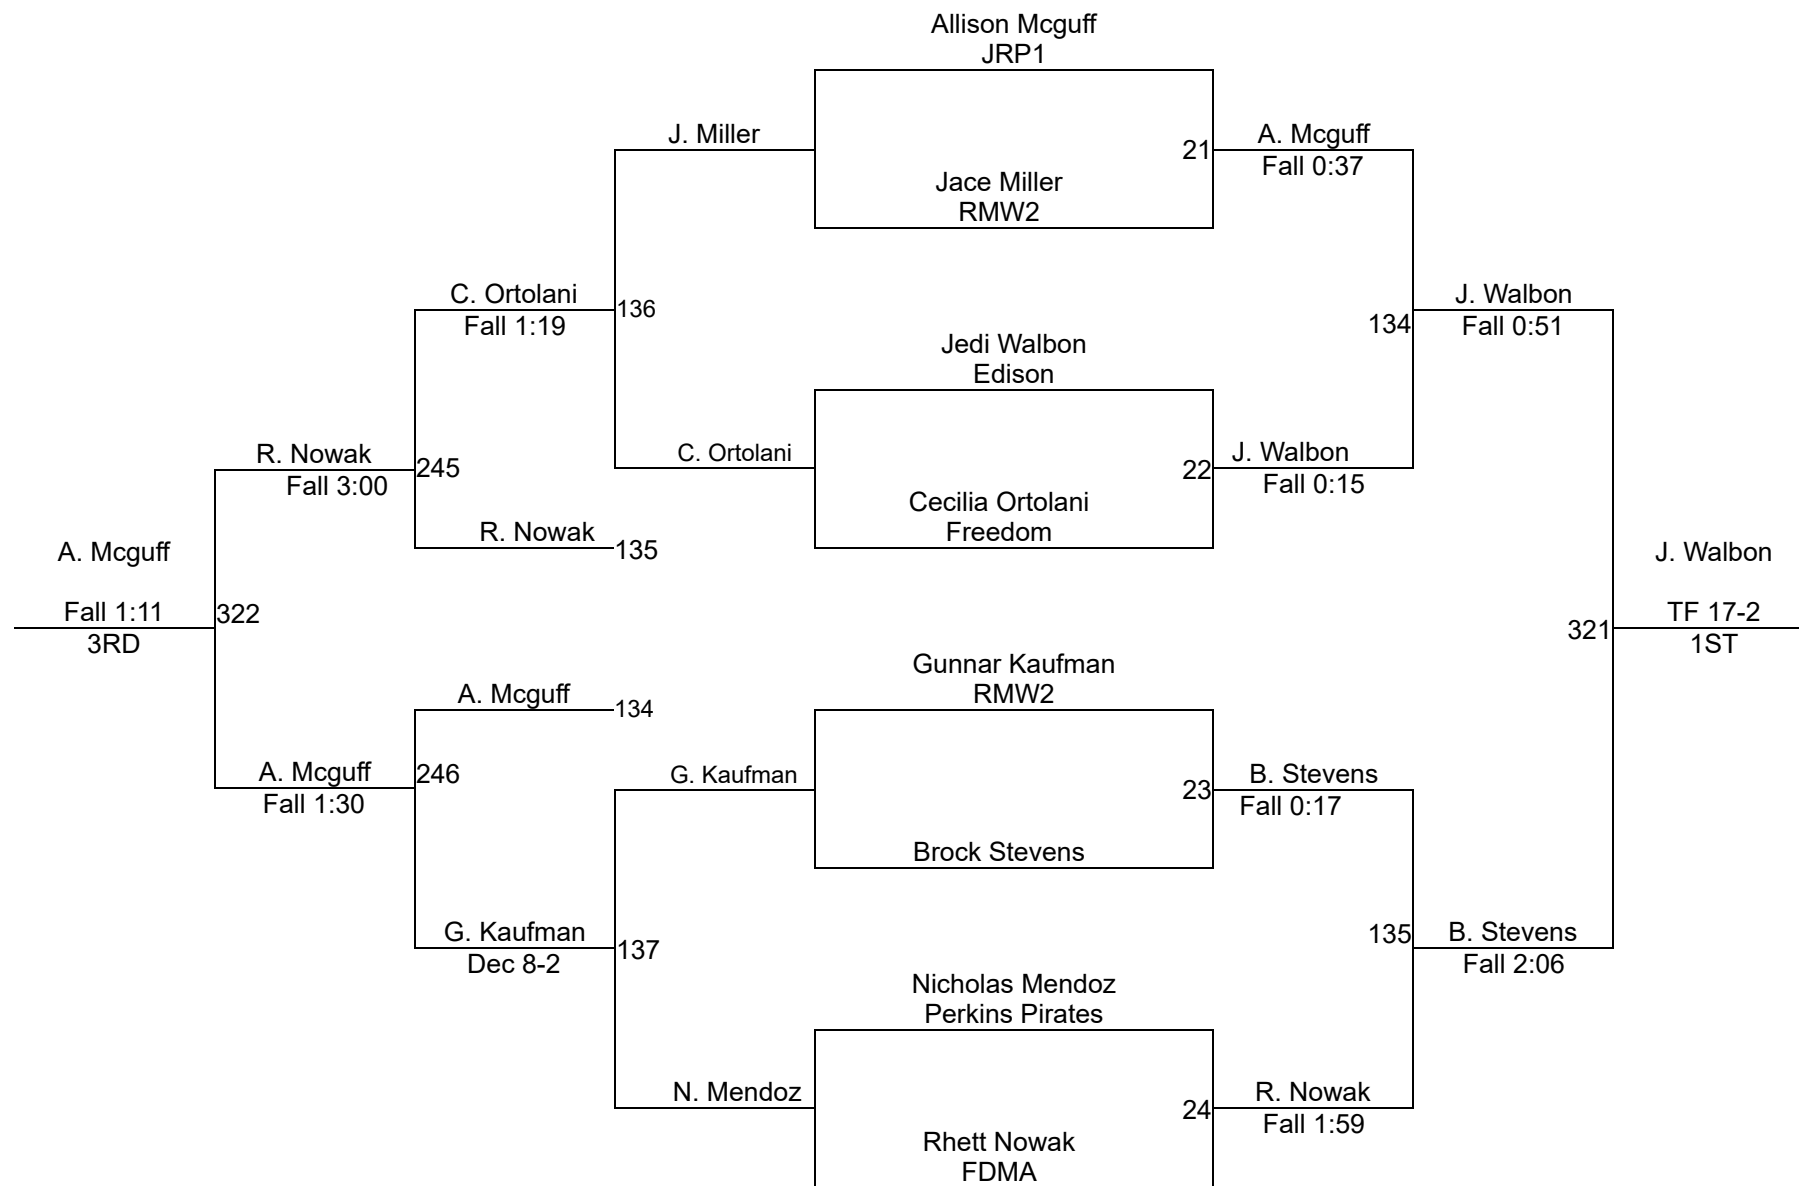 Allison Mcguff
JRP1
J. Miller
21
A. Mcguff
Fall 0:37
Jace Miller
RMW2
C. Ortolani
Fall 1:19
136
134
J. Walbon
Fall 0:51
Jedi Walbon
Edison
R. Nowak
Fall 3:00
245
C. Ortolani
22
J. Walbon
Fall 0:15
Cecilia Ortolani
Freedom
R. Nowak
135
A. Mcguff
Fall 1:11
3RD
322
J. Walbon
TF 17-2
1ST
321
Gunnar Kaufman
RMW2
A. Mcguff
134
A. Mcguff
Fall 1:30
246
G. Kaufman
23
B. Stevens
Fall 0:17
Brock Stevens
G. Kaufman
Dec 8-2
137
135
B. Stevens
Fall 2:06
Nicholas Mendoz
Perkins Pirates
N. Mendoz
24
R. Nowak
Fall 1:59
Rhett Nowak
FDMA